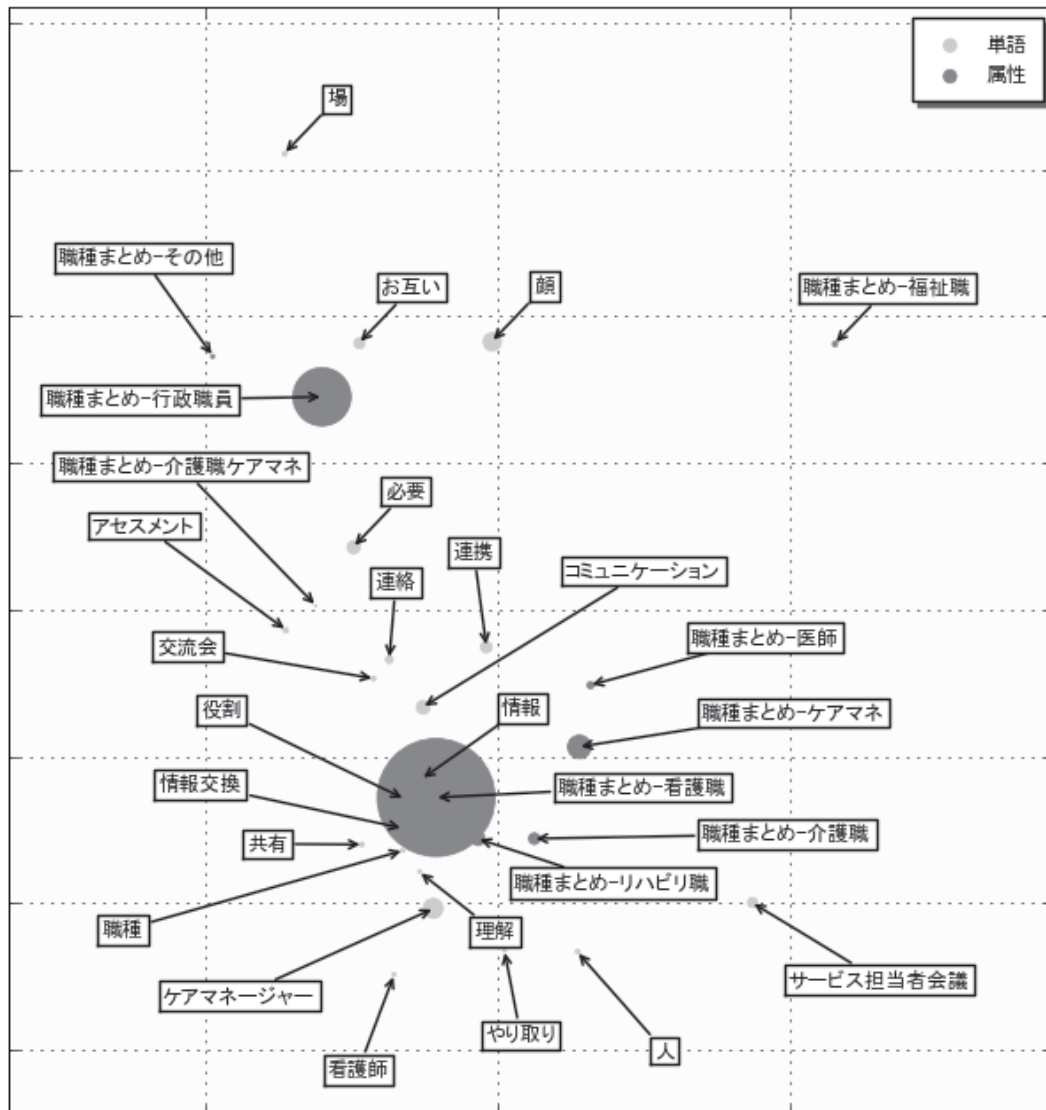 単語
属性
場
職種まとめ-その他
お互い
顔
職種まとめ-福祉職
職種まとめ-行政職員
職種まとめ-介護職ケアマネ
必要
アセスメント
連携
コミュニケーション
連絡
交流会
職種まとめ-医師
役割
情報
職種まとめ-ケアマネ
情報交換
職種まとめ-看護職
共有
職種まとめ-介護職
職種まとめ-リハビリ職
職種
理解
サービス担当者会議
ケアマネージャー
やり取り
人
看護師